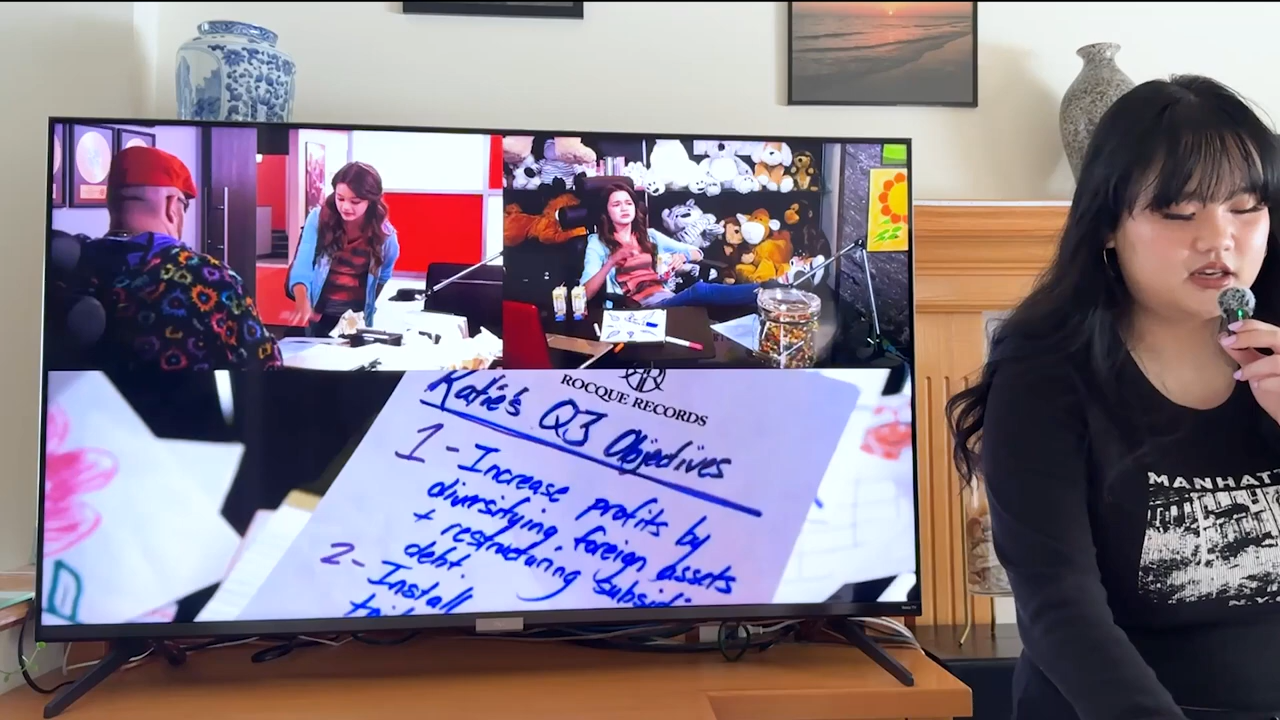 ROCQUE RECORDS
Katie's Q3 Objectives
1- Increase profits by
diversifying foreign assets
+ restructuring
debt.
2- Install
MANHATT